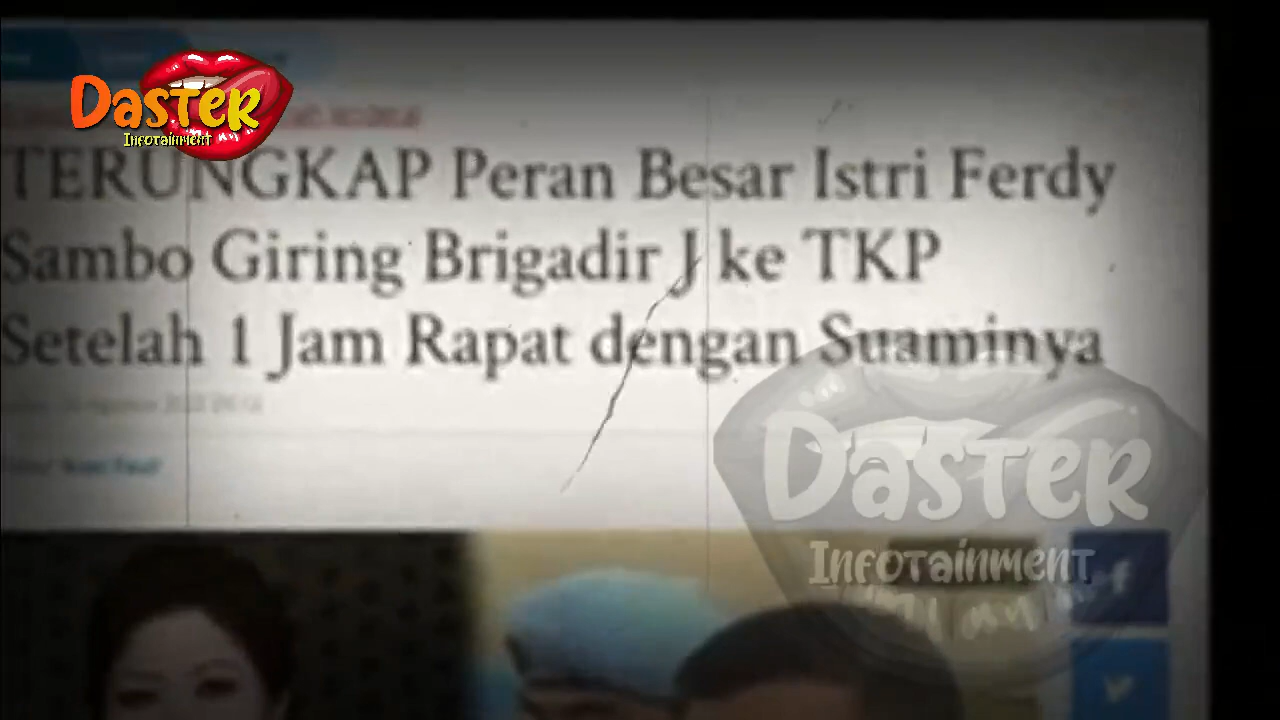 DASTER
INFOTAINMENT
TERUNGKAP Peran Besar Istri Ferdy
Sambo Giring Brigadir J ke TKP
Setelah 1 Jam Rapat dengan Suaminya
DASTER
INFOTAINMENT
f